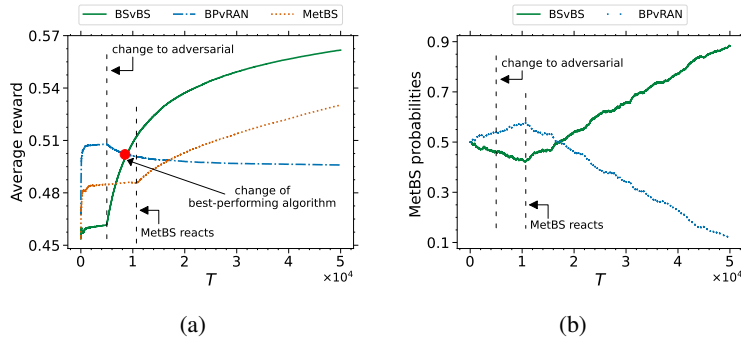 BSvBS BPvRAN MetBS
0.57
0.54
0.51
0.48
0.45
Average reward
change to adversarial
change of
best-performing algorithm
MetBS reacts
0 1 2 3 4 5
×10⁴
T
(a)
BSvBS BPvRAN
0.9
0.7
0.5
0.3
0.1
MetBS probabilities
change to adversarial
MetBS reacts
0 1 2 3 4 5
×10⁴
T
(b)